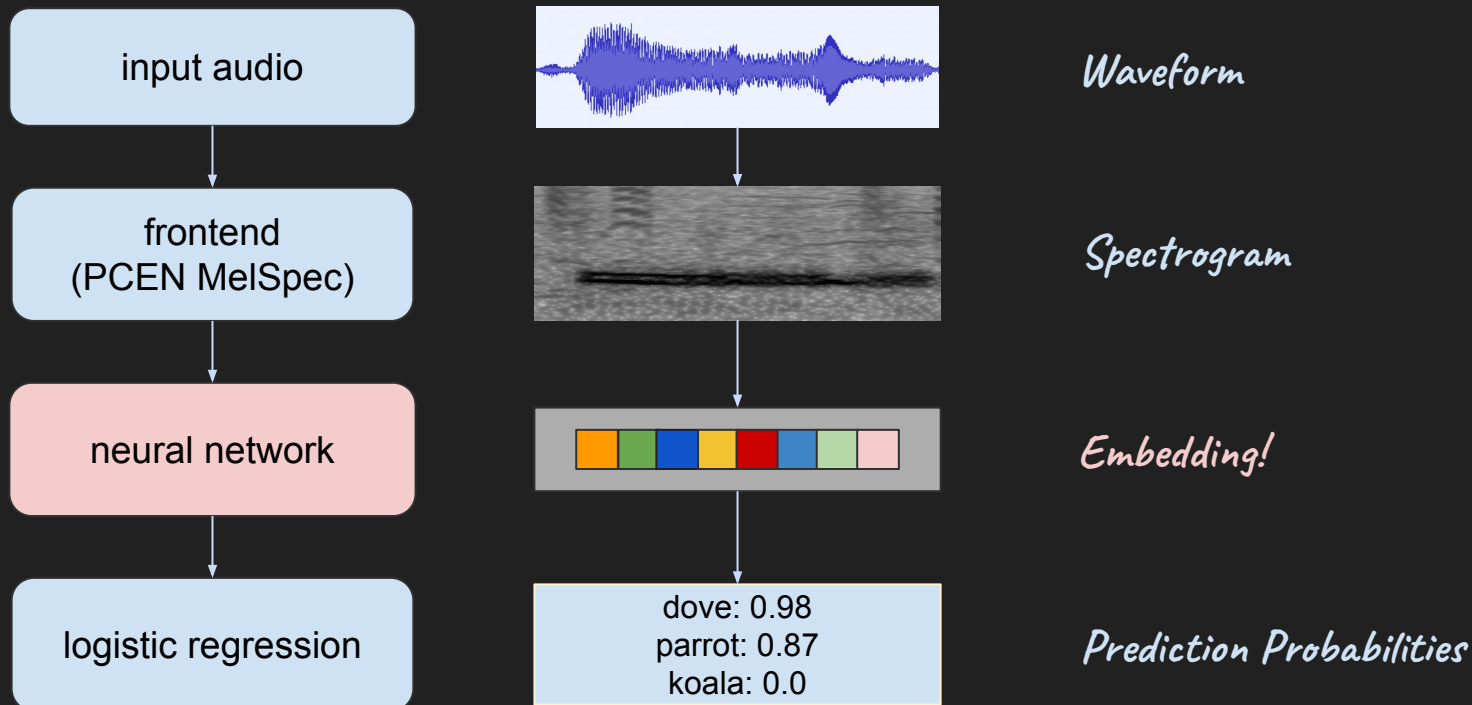 input audio
Waveform
frontend
(PCEN MelSpec)
Spectrogram
neural network
Embedding!
logistic regression
dove: 0.98
parrot: 0.87
koala: 0.0
Prediction Probabilities